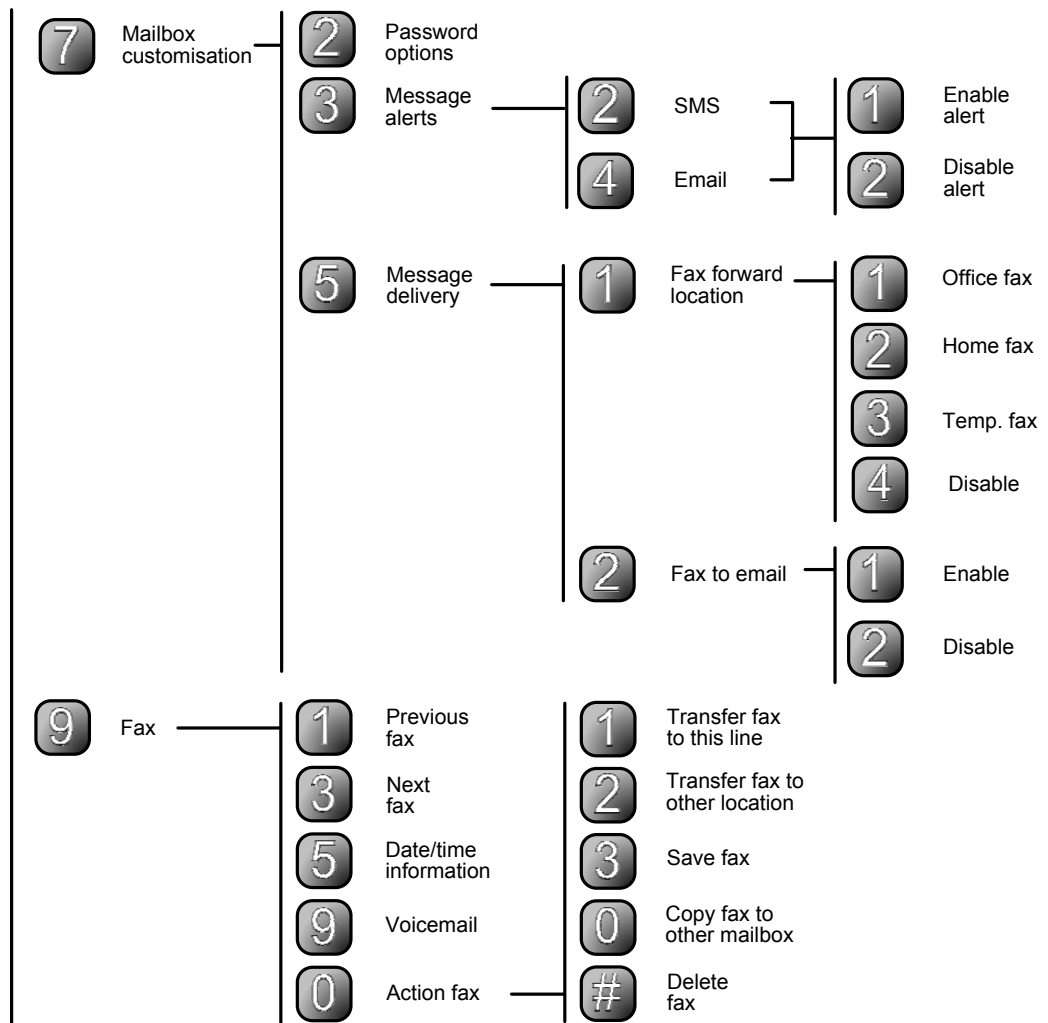 7 Mailbox
customisation
2 Password
options
3 Message
alerts
2 SMS
4 Email
1 Enable
alert
2 Disable
alert
5 Message
delivery
1 Fax forward
location
1 Office fax
2 Home fax
3 Temp. fax
4 Disable
2 Fax to email
1 Enable
2 Disable
9 Fax
1 Previous
fax
3 Next
fax
5 Date/time
information
9 Voicemail
0 Action fax
1 Transfer fax
to this line
2 Transfer fax to
other location
3 Save fax
0 Copy fax to
other mailbox
# Delete
fax